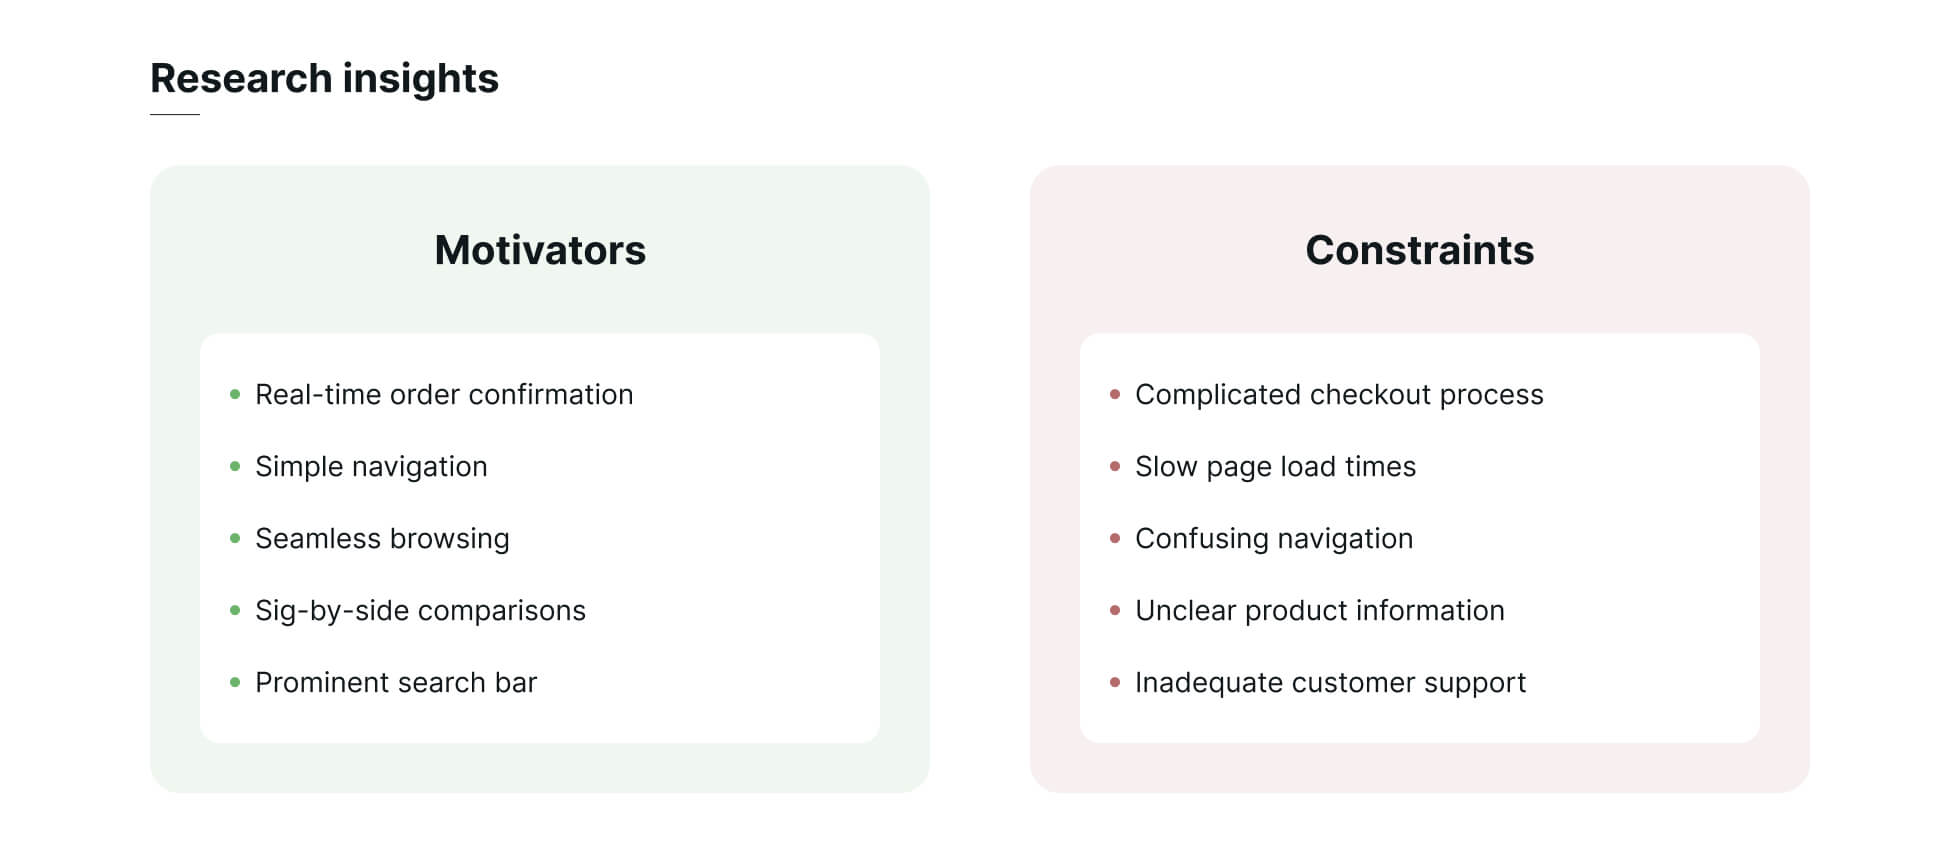 Research insights
Motivators
Real-time order confirmation
Simple navigation
Seamless browsing
Sig-by-side comparisons
Prominent search bar
Constraints
Complicated checkout process
Slow page load times
Confusing navigation
Unclear product information
Inadequate customer support